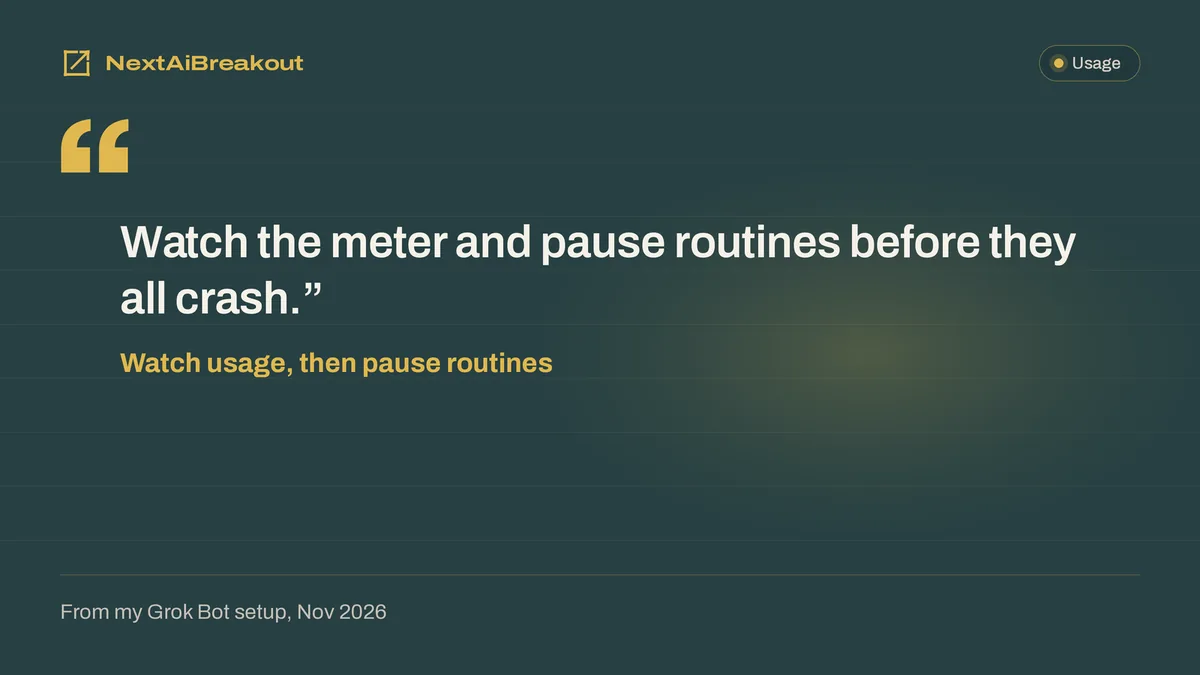 NextAiBreakout
Usage
“
Watch the meter and pause routines before they
all crash.”
Watch usage, then pause routines
From my Grok Bot setup, Nov 2026